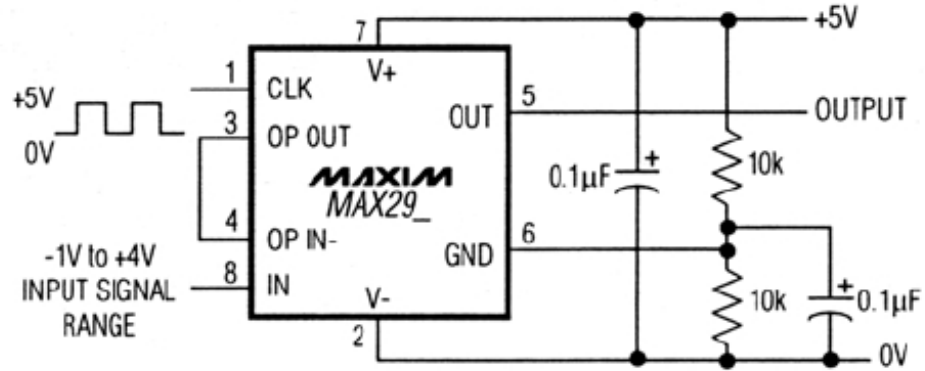 +5V
7
V+
1
CLK
+5V
0V
3
OP OUT
5
OUT
OUTPUT
MAXIM
MAX29_
0.1µF
+
10k
4
OP IN-
6
GND
-1V to +4V
INPUT SIGNAL
RANGE
8
IN
V-
2
10k
+
0.1µF
0V